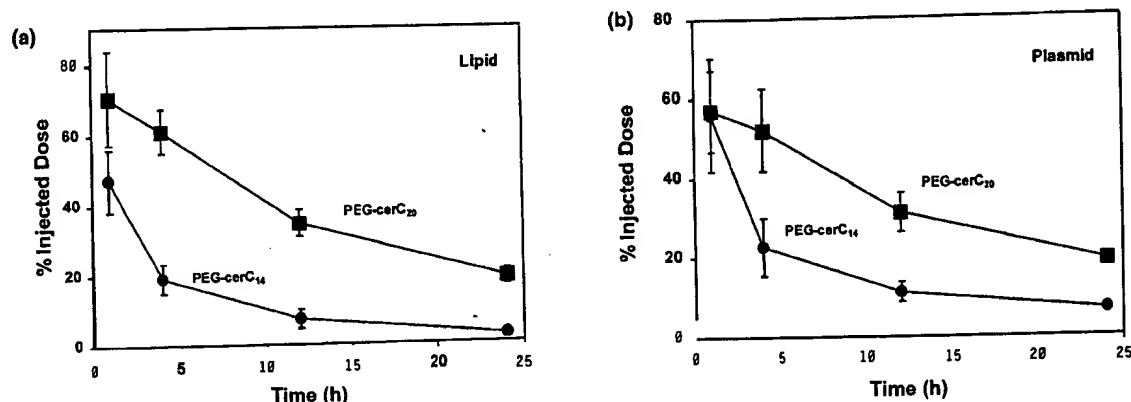 (a)
Lipid
% Injected Dose
80
60
40
20
0
PEG-cerC₂₀
PEG-cerC₁₄
0 5 10 15 20 25
Time (h)
(b)
Plasmid
% Injected Dose
80
60
40
20
0
PEG-cerC₂₀
PEG-cerC₁₄
0 5 10 15 20 25
Time (h)